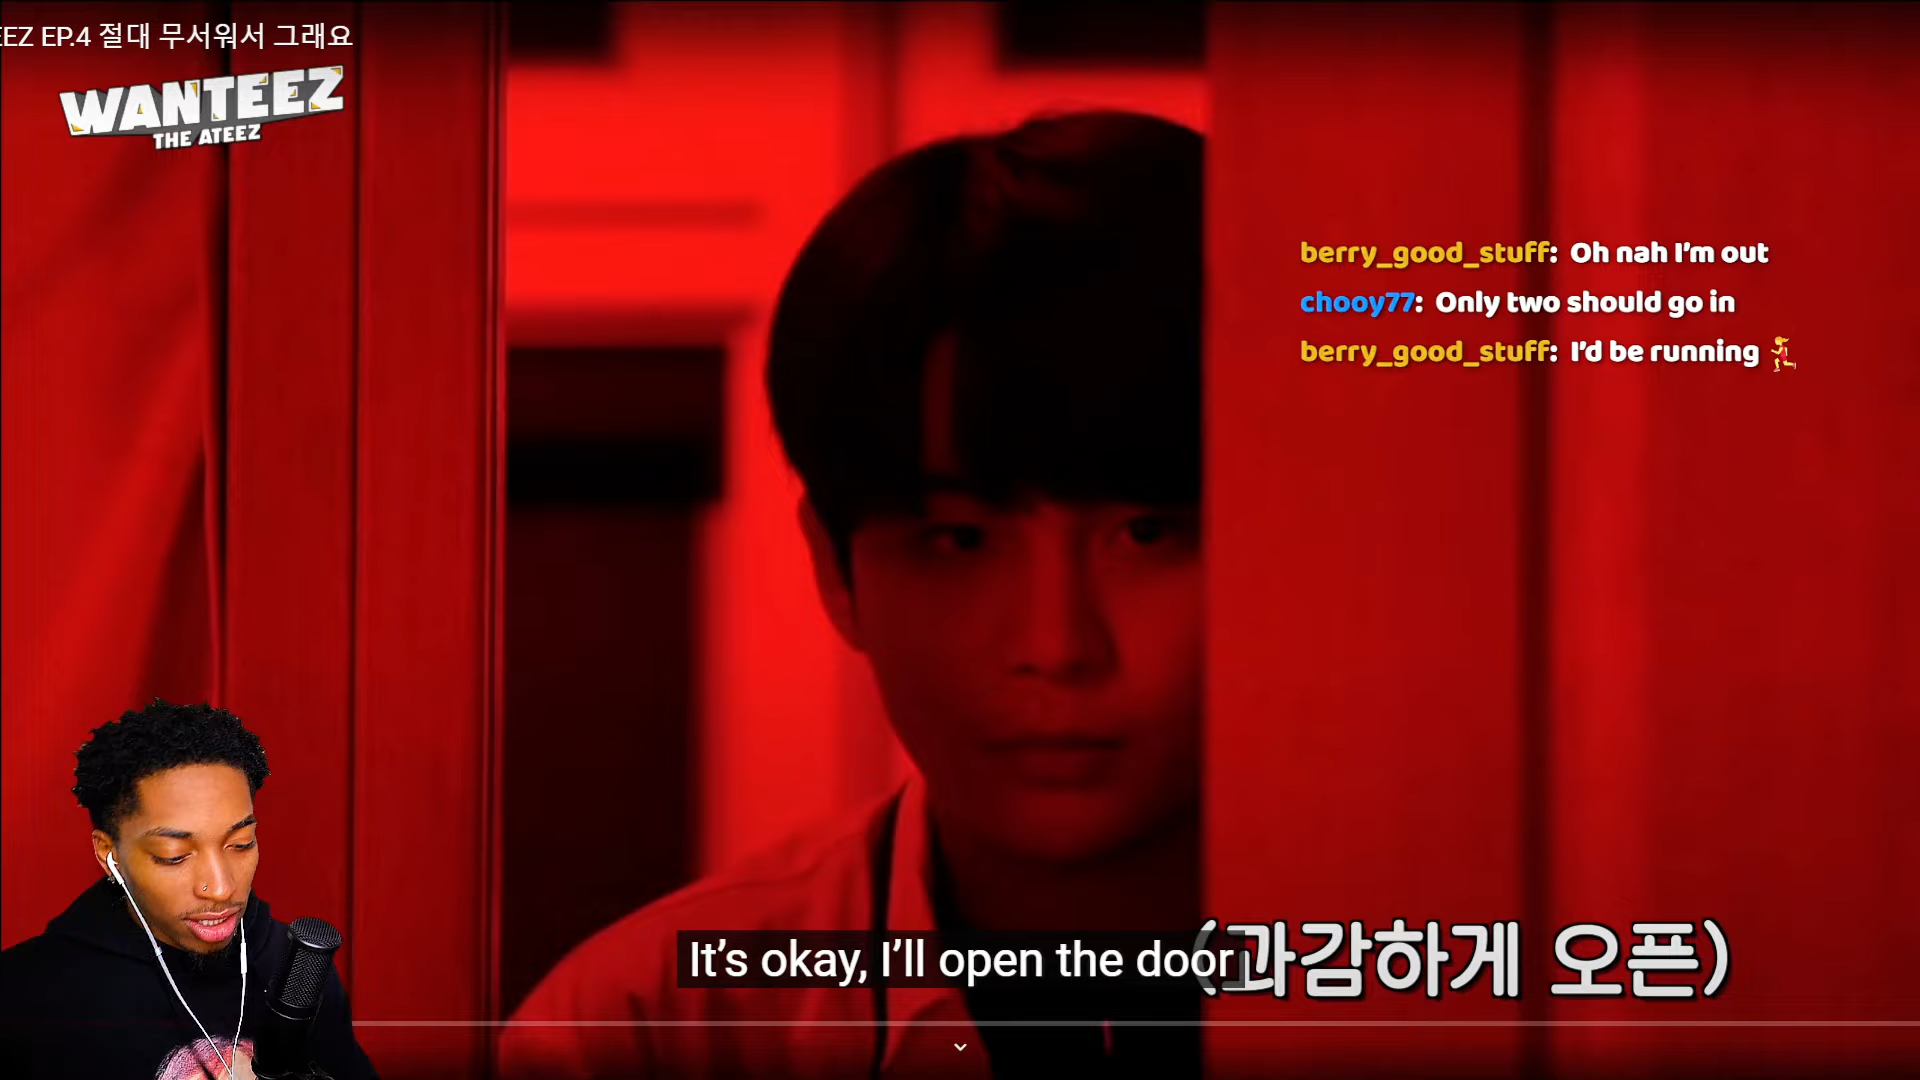 EEZ EP.4 절대 무서워서 그래요
WANTEEZ
THE ATEEZ
berry_good_stuff: Oh nah I'm out
chooy77: Only two should go in
berry_good_stuff: I'd be running 🏃
It's okay, I'll open the door
(과감하게 오픈)